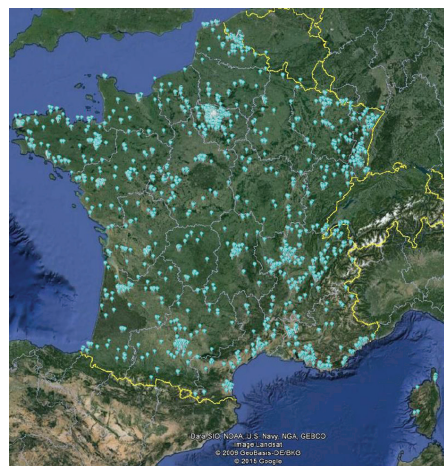 Data SIO, NOAA, U.S. Navy, NGA, GEBCO
Image Landsat
© 2009 GeoBasis-DE/BKG
© 2015 Google